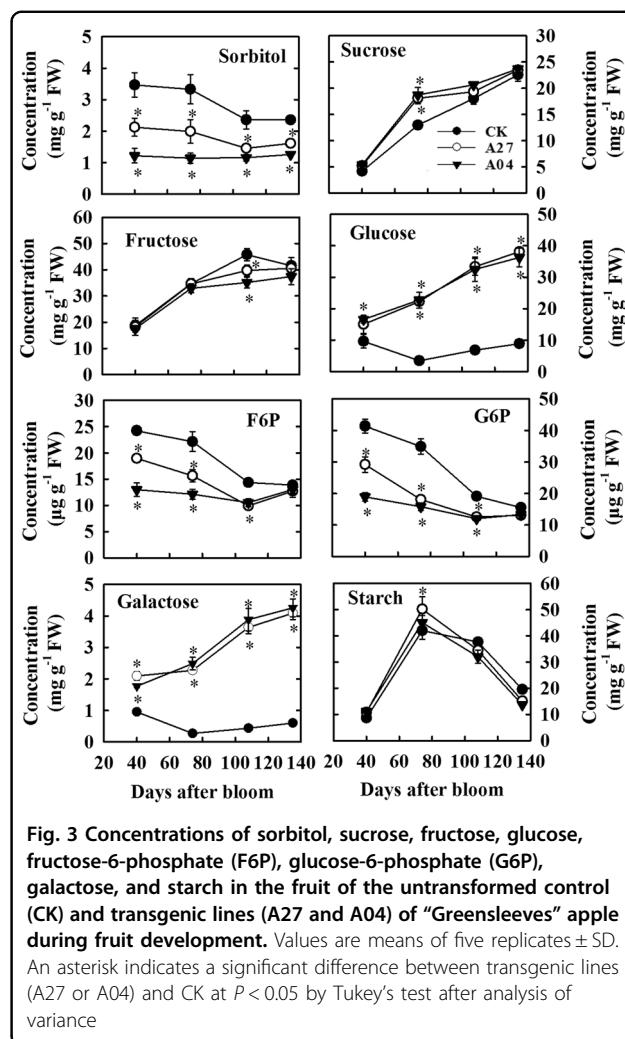 Sorbitol
Concentration
(mg g⁻¹ FW)
5
4
3
2
1
0
* * * *
* * * *
Sucrose
Concentration
(mg g⁻¹ FW)
30
25
20
15
10
5
0
*
*
CK
A27
A04
Fructose
Concentration
(mg g⁻¹ FW)
60
50
40
30
20
10
0
*
*
Glucose
Concentration
(mg g⁻¹ FW)
50
40
30
20
10
0
* * *
* * *
F6P
Concentration
(µg g⁻¹ FW)
35
30
25
20
15
10
5
0
* *
* * *
G6P
Concentration
(µg g⁻¹ FW)
50
40
30
20
10
0
* * *
* * *
Galactose
Concentration
(mg g⁻¹ FW)
5
4
3
2
1
0
* * * *
* * * *
20 40 60 80 100 120 140
Days after bloom
Starch
Concentration
(mg g⁻¹ FW)
60
50
40
30
20
10
0
*
20 40 60 80 100 120 140
Days after bloom
Fig. 3 Concentrations of sorbitol, sucrose, fructose, glucose,
fructose-6-phosphate (F6P), glucose-6-phosphate (G6P),
galactose, and starch in the fruit of the untransformed control
(CK) and transgenic lines (A27 and A04) of “Greensleeves” apple
during fruit development. Values are means of five replicates ± SD.
An asterisk indicates a significant difference between transgenic lines
(A27 or A04) and CK at P < 0.05 by Tukey’s test after analysis of
variance